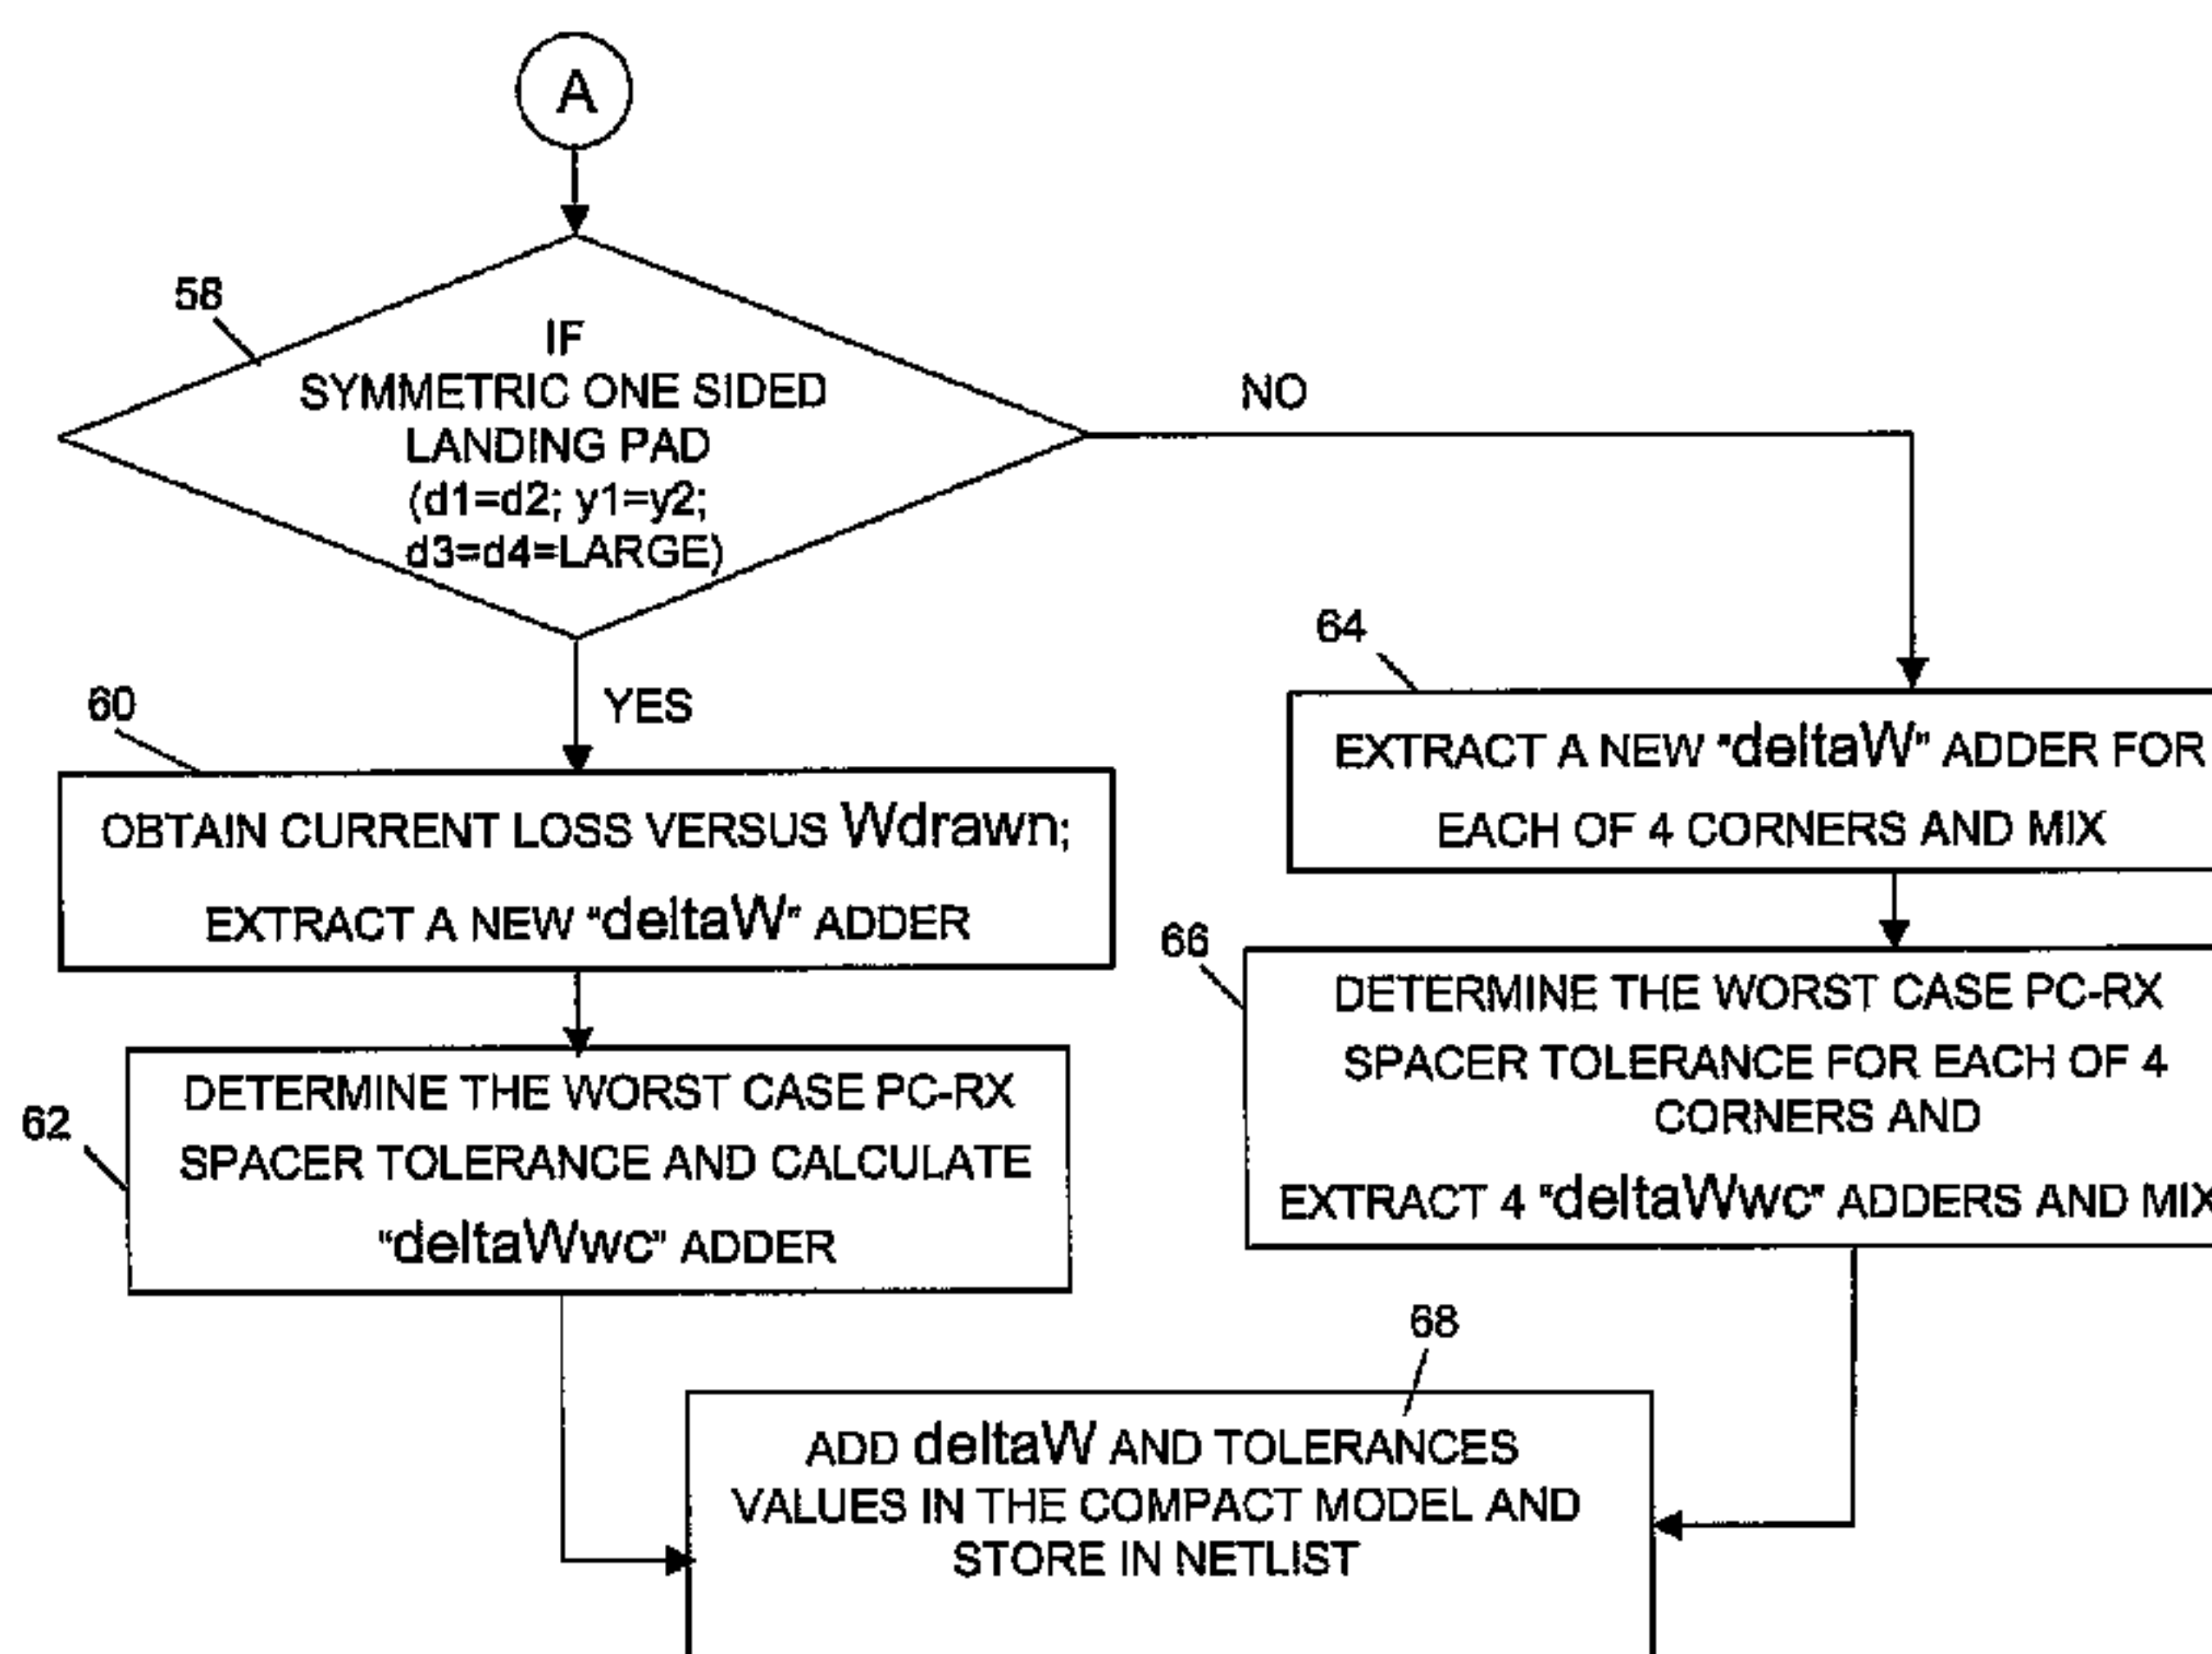 A
58
IF
SYMMETRIC ONE SIDED
LANDING PAD
(d1=d2; y1=y2;
d3=d4=LARGE)
NO
YES
60
OBTAIN CURRENT LOSS VERSUS Wdrawn;
EXTRACT A NEW "deltaW" ADDER
62
DETERMINE THE WORST CASE PC-RX
SPACER TOLERANCE AND CALCULATE
"deltaWwc" ADDER
64
EXTRACT A NEW "deltaW" ADDER FOR
EACH OF 4 CORNERS AND MIX
66
DETERMINE THE WORST CASE PC-RX
SPACER TOLERANCE FOR EACH OF 4
CORNERS AND
EXTRACT 4 "deltaWwc" ADDERS AND MIX
68
ADD deltaW AND TOLERANCES
VALUES IN THE COMPACT MODEL AND
STORE IN NETLIST